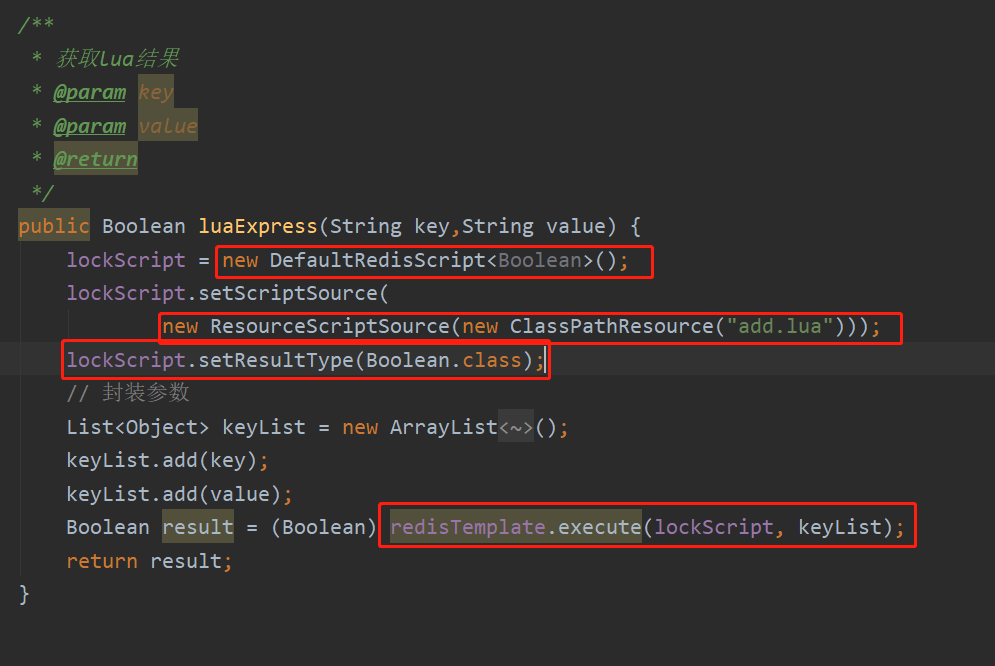 /**
 * 获取lua结果
 * @param key
 * @param value
 * @return
 */
public Boolean luaExpress(String key,String value) {
    lockScript = new DefaultRedisScript<Boolean>();
    lockScript.setScriptSource(
            new ResourceScriptSource(new ClassPathResource("add.lua")));
    lockScript.setResultType(Boolean.class);
    // 封装参数
    List<Object> keyList = new ArrayList<~>();
    keyList.add(key);
    keyList.add(value);
    Boolean result = (Boolean) redisTemplate.execute(lockScript, keyList);
    return result;
}